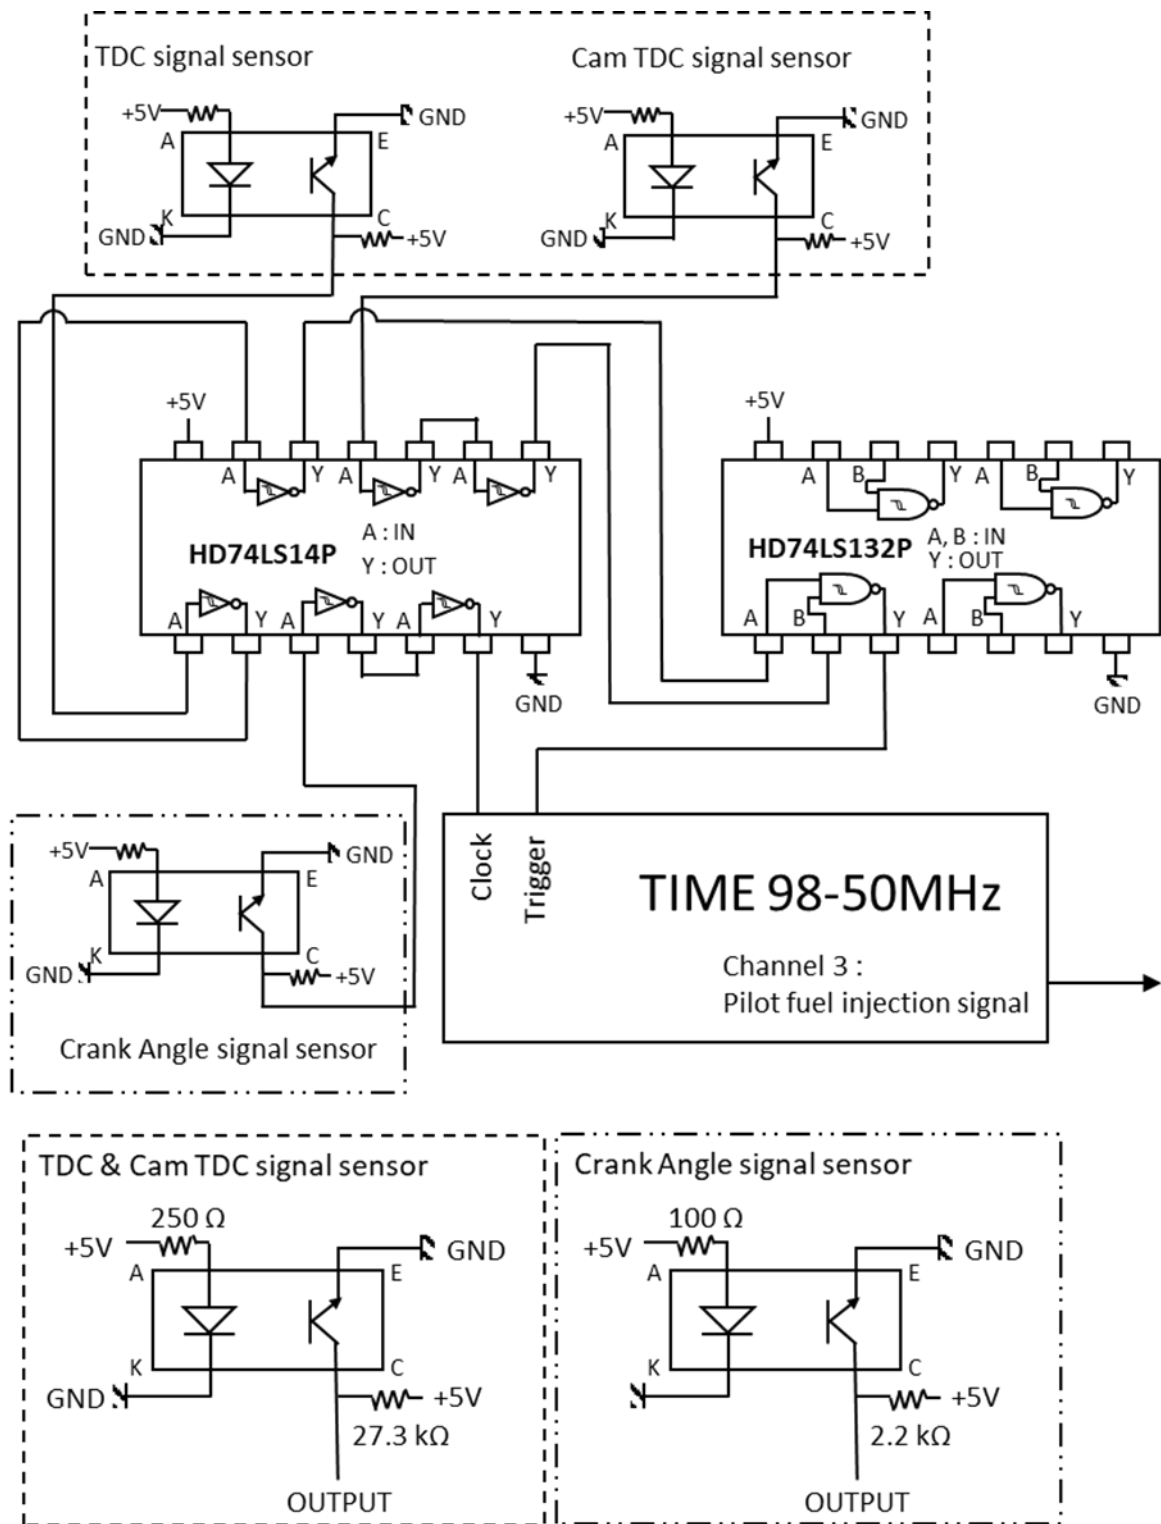 TDC signal sensor
Cam TDC signal sensor
+5V
GND
A
E
K
C
GND
+5V
+5V
GND
A
E
K
C
GND
+5V
+5V
A
Y
A
Y
A
Y
HD74LS14P
A : IN
Y : OUT
A
Y
A
Y
A
Y
GND
+5V
A
B
Y
A
B
Y
HD74LS132P
A, B : IN
Y : OUT
A
B
Y
A
B
Y
GND
+5V
GND
A
E
K
C
GND
+5V
Crank Angle signal sensor
Clock
Trigger
TIME 98-50MHz
Channel 3 :
Pilot fuel injection signal
TDC & Cam TDC signal sensor
250 Ω
+5V
GND
A
E
K
C
GND
+5V
27.3 kΩ
OUTPUT
Crank Angle signal sensor
100 Ω
+5V
GND
A
E
K
C
+5V
2.2 kΩ
OUTPUT